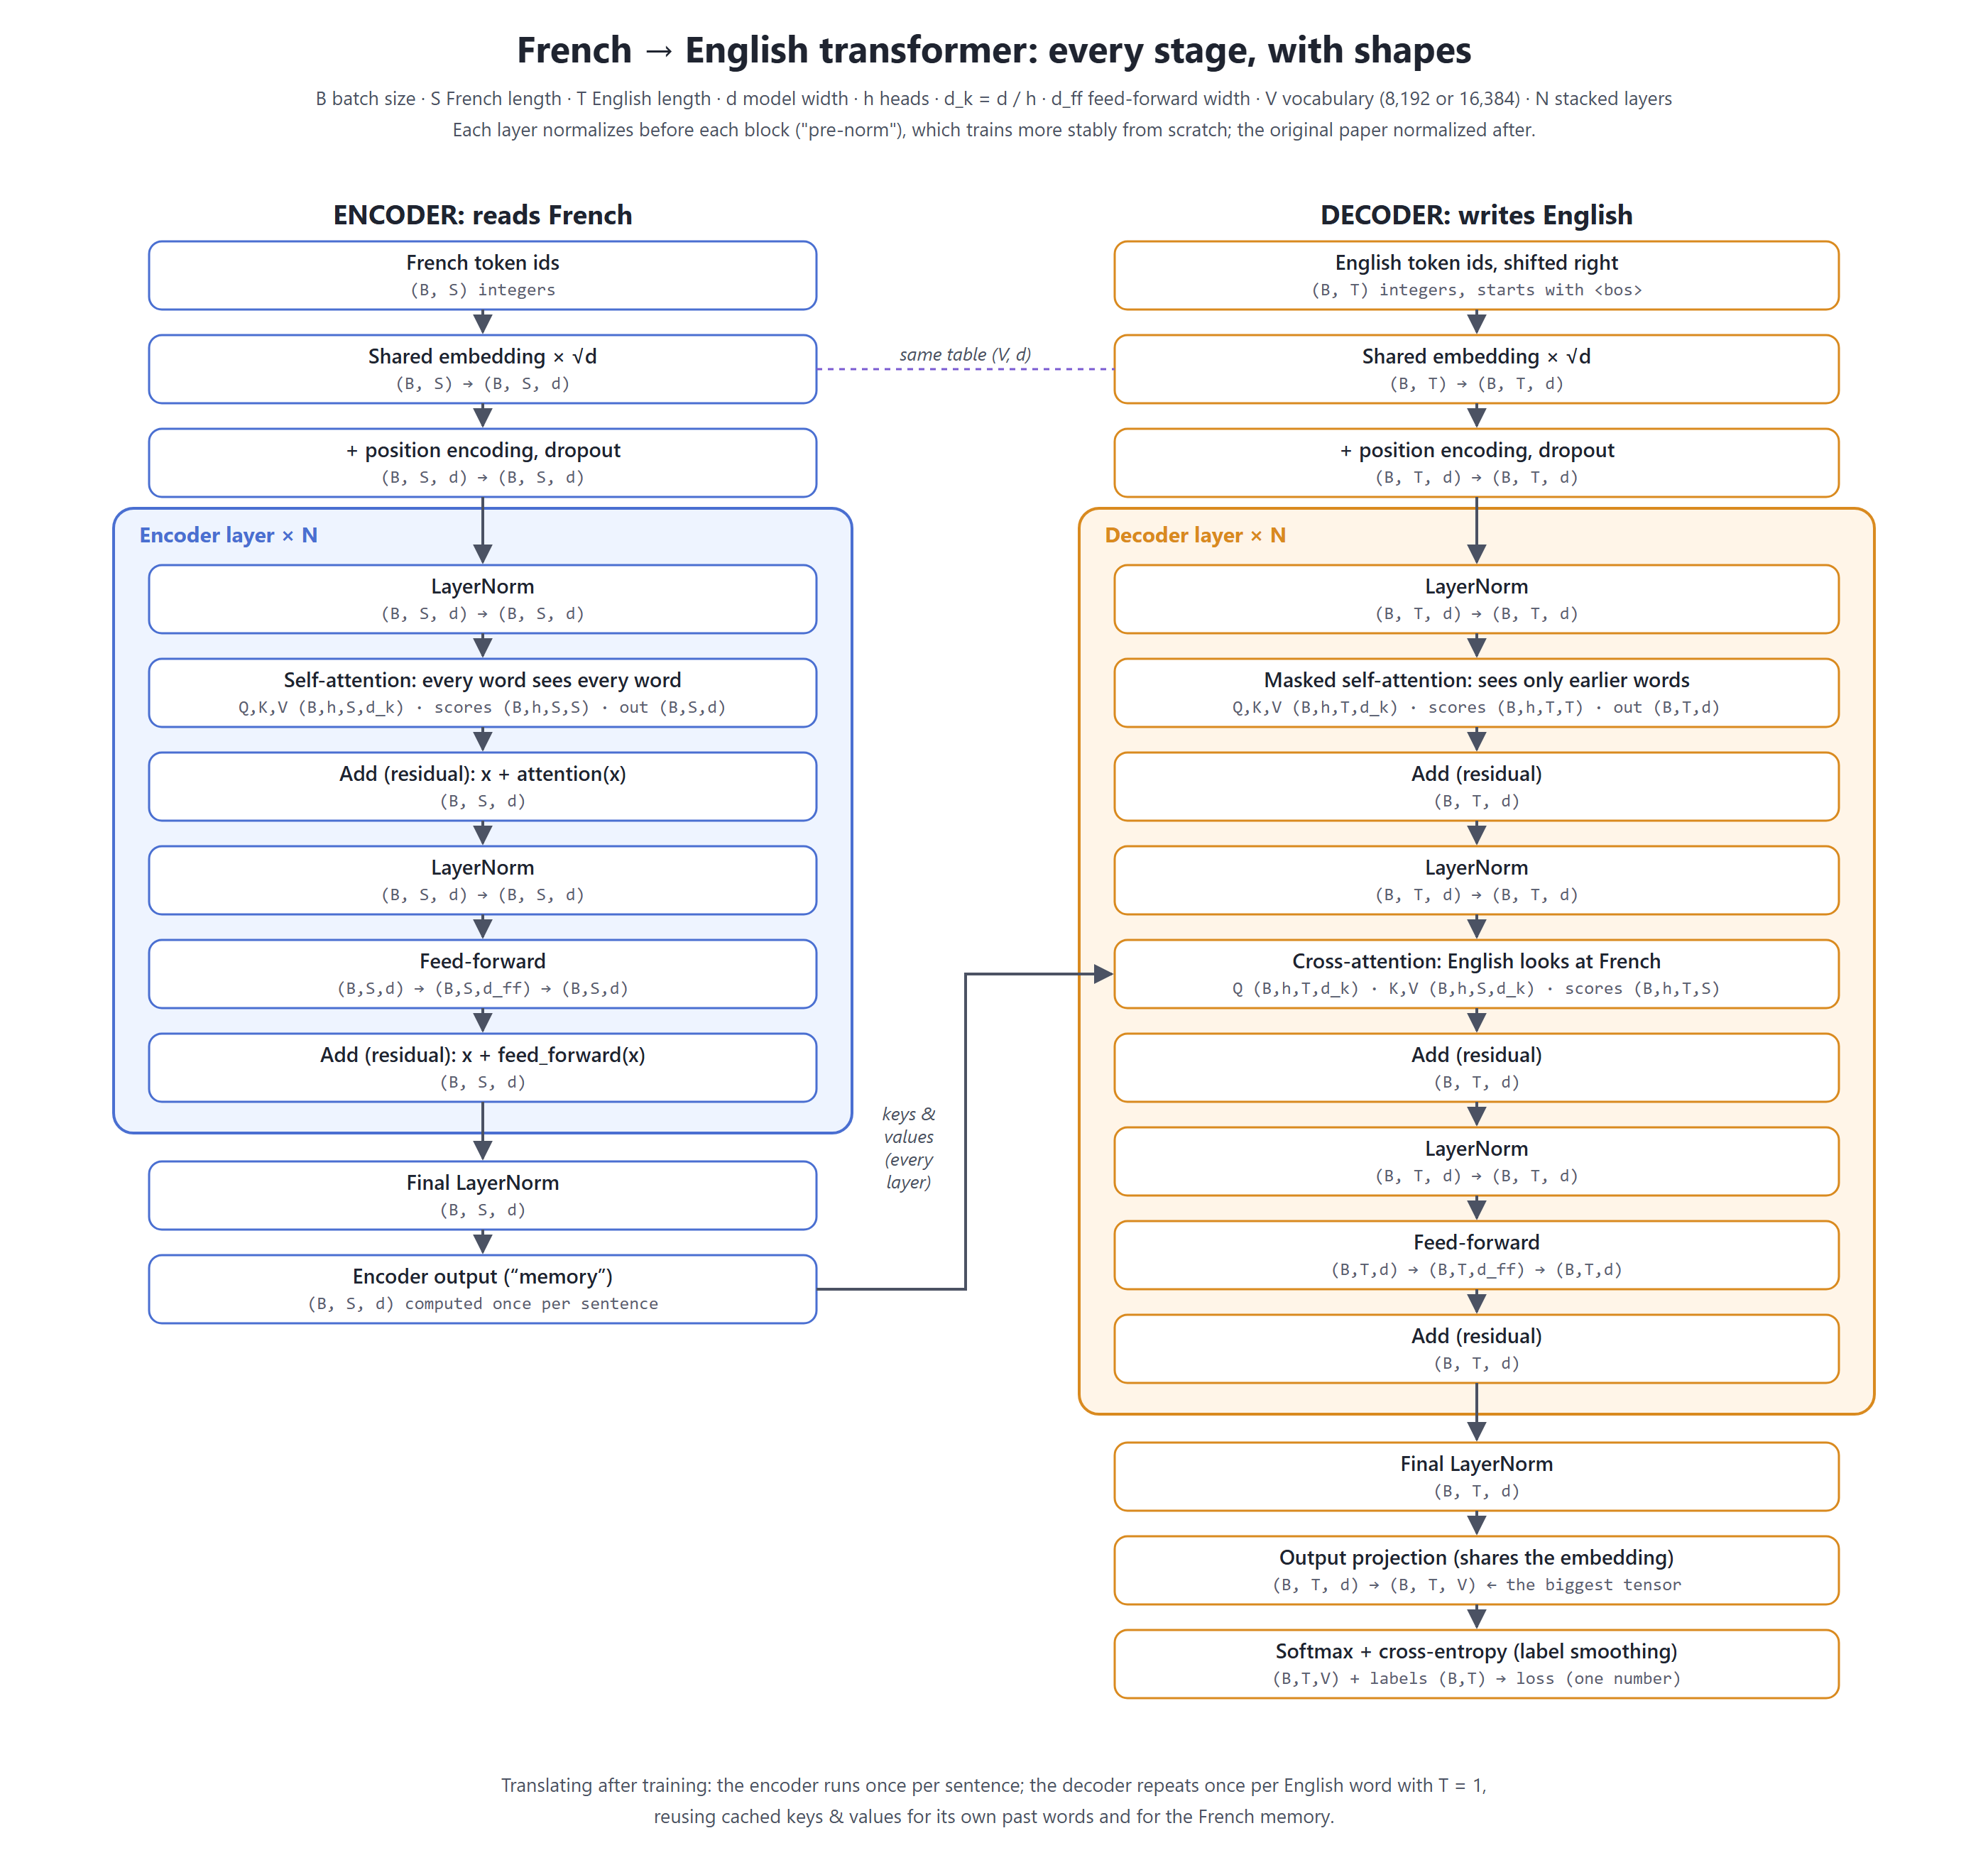 French → English transformer: every stage, with shapes
B batch size · S French length · T English length · d model width · h heads · d_k = d / h · d_ff feed-forward width · V vocabulary (8,192 or 16,384) · N stacked layers
Each layer normalizes before each block ("pre-norm"), which trains more stably from scratch; the original paper normalized after.
ENCODER: reads French
French token ids
(B, S) integers
Shared embedding × √d
(B, S) → (B, S, d)
same table (V, d)
+ position encoding, dropout
(B, S, d) → (B, S, d)
Encoder layer × N
LayerNorm
(B, S, d) → (B, S, d)
Self-attention: every word sees every word
Q,K,V (B,h,S,d_k) · scores (B,h,S,S) · out (B,S,d)
Add (residual): x + attention(x)
(B, S, d)
LayerNorm
(B, S, d) → (B, S, d)
Feed-forward
(B,S,d) → (B,S,d_ff) → (B,S,d)
Add (residual): x + feed_forward(x)
(B, S, d)
Final LayerNorm
(B, S, d)
Encoder output (“memory”)
(B, S, d) computed once per sentence
keys &
values
(every
layer)
DECODER: writes English
English token ids, shifted right
(B, T) integers, starts with <bos>
Shared embedding × √d
(B, T) → (B, T, d)
+ position encoding, dropout
(B, T, d) → (B, T, d)
Decoder layer × N
LayerNorm
(B, T, d) → (B, T, d)
Masked self-attention: sees only earlier words
Q,K,V (B,h,T,d_k) · scores (B,h,T,T) · out (B,T,d)
Add (residual)
(B, T, d)
LayerNorm
(B, T, d) → (B, T, d)
Cross-attention: English looks at French
Q (B,h,T,d_k) · K,V (B,h,S,d_k) · scores (B,h,T,S)
Add (residual)
(B, T, d)
LayerNorm
(B, T, d) → (B, T, d)
Feed-forward
(B,T,d) → (B,T,d_ff) → (B,T,d)
Add (residual)
(B, T, d)
Final LayerNorm
(B, T, d)
Output projection (shares the embedding)
(B, T, d) → (B, T, V) ← the biggest tensor
Softmax + cross-entropy (label smoothing)
(B,T,V) + labels (B,T) → loss (one number)
Translating after training: the encoder runs once per sentence; the decoder repeats once per English word with T = 1,
reusing cached keys & values for its own past words and for the French memory.